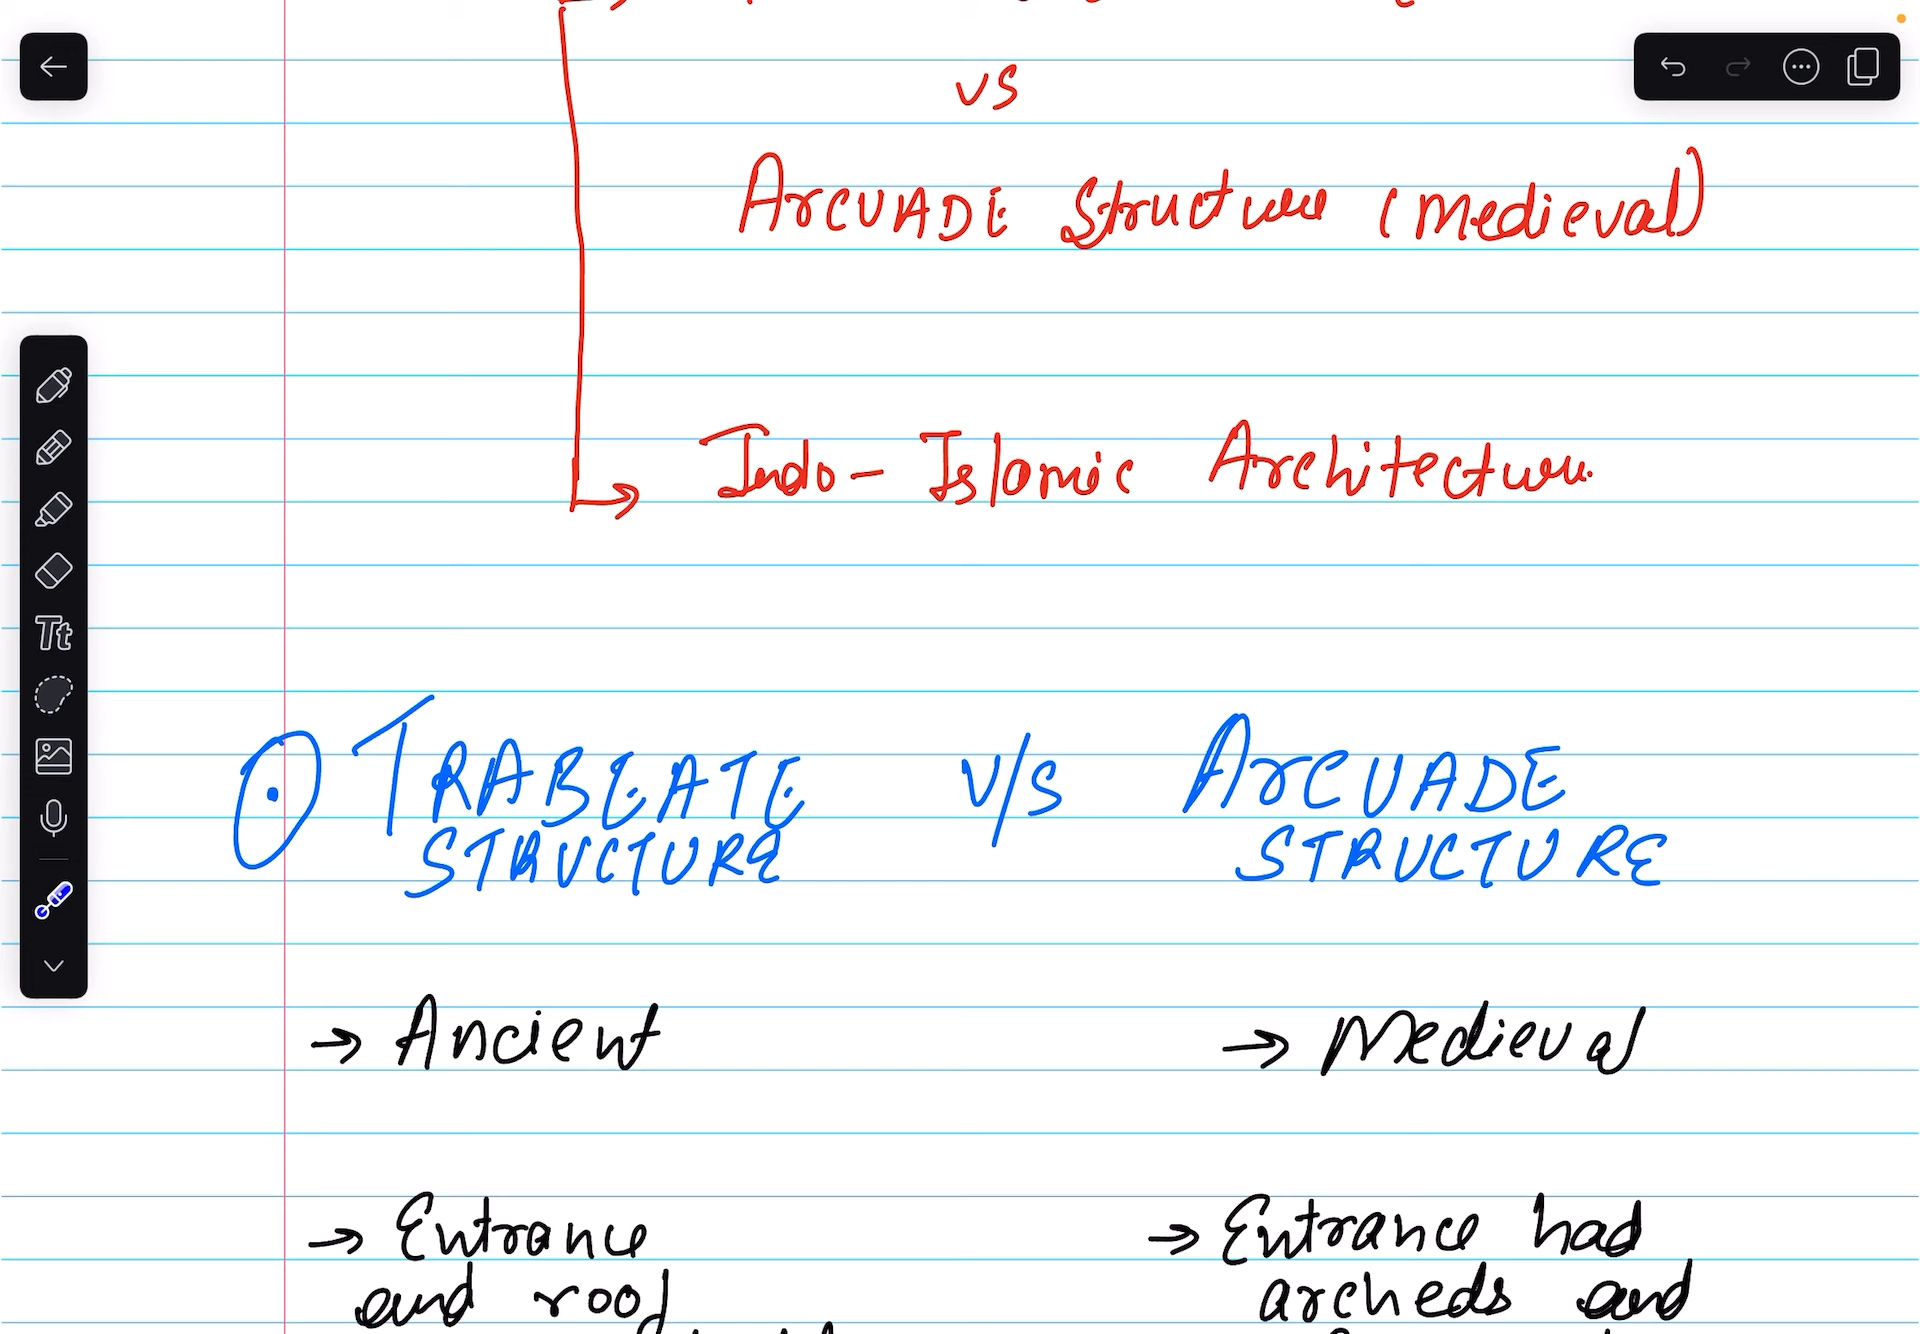 vs
ArcUADE Structure (Medieval)
Indo-Islamic Architecture
TRABEATE v/s ArCUADE
STRUCTURE STRUCTURE
→ Ancient → Medieval
→ Entrance → Entrance had
and roof archeds and
Tt